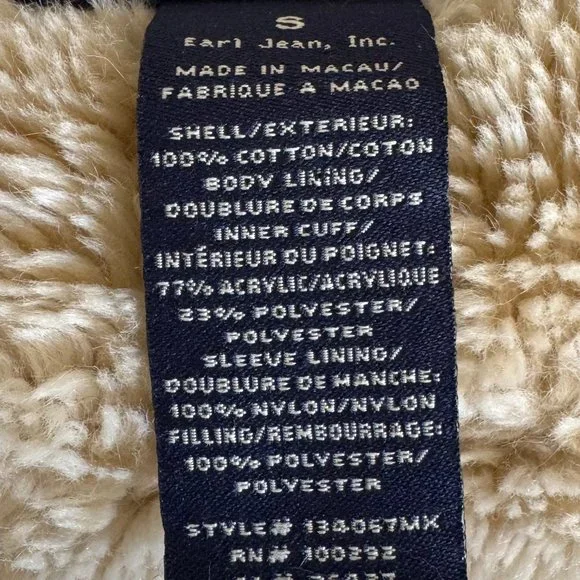 S
Earl Jean, Inc.
MADE IN MACAU/
FABRIQUE A MACAO
SHELL/EXTERIEUR:
100% COTTON/COTON
BODY LINING/
DOUBLURE DE CORPS
INNER CUFF/
INTÉRIEUR DU POIGNET:
77% ACRYLIC/ACRYLIQUE
23% POLYESTER/
POLYESTER
SLEEVE LINING/
DOUBLURE DE MANCHE:
100% NYLON/NYLON
FILLING/REMBOURRAGE:
100% POLYESTER/
POLYESTER
STYLE# 134067MX
RN# 100292